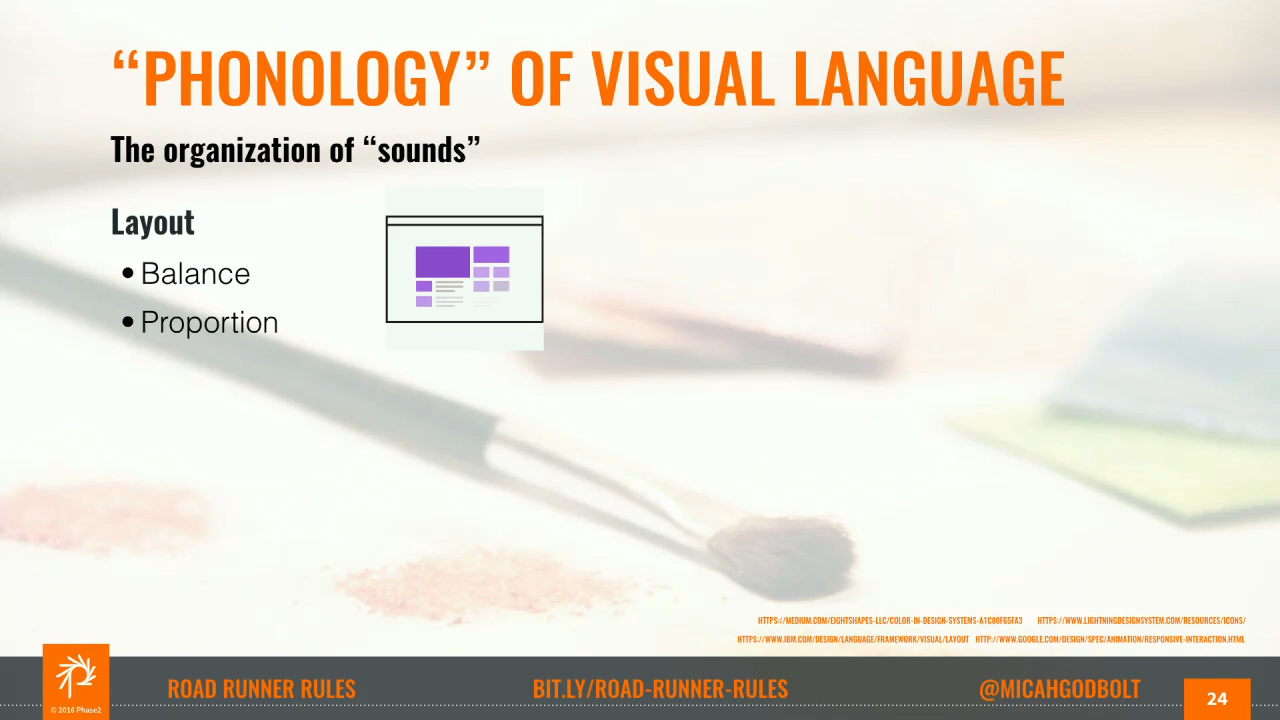 “PHONOLOGY” OF VISUAL LANGUAGE
The organization of “sounds”
Layout
• Balance
• Proportion
HTTPS://MEDIUM.COM/EIGHTSHAPES-LLC/COLOR-IN-DESIGN-SYSTEMS-A1C80F65FA3 HTTPS://WWW.LIGHTNINGDESIGNSYSTEM.COM/RESOURCES/ICONS/
HTTPS://WWW.IBM.COM/DESIGN/LANGUAGE/FRAMEWORK/VISUAL/LAYOUT HTTP://WWW.GOOGLE.COM/DESIGN/SPEC/ANIMATION/RESPONSIVE-INTERACTION.HTML
ROAD RUNNER RULES BIT.LY/ROAD-RUNNER-RULES @MICAHGODBOLT 24
© 2016 Phase2